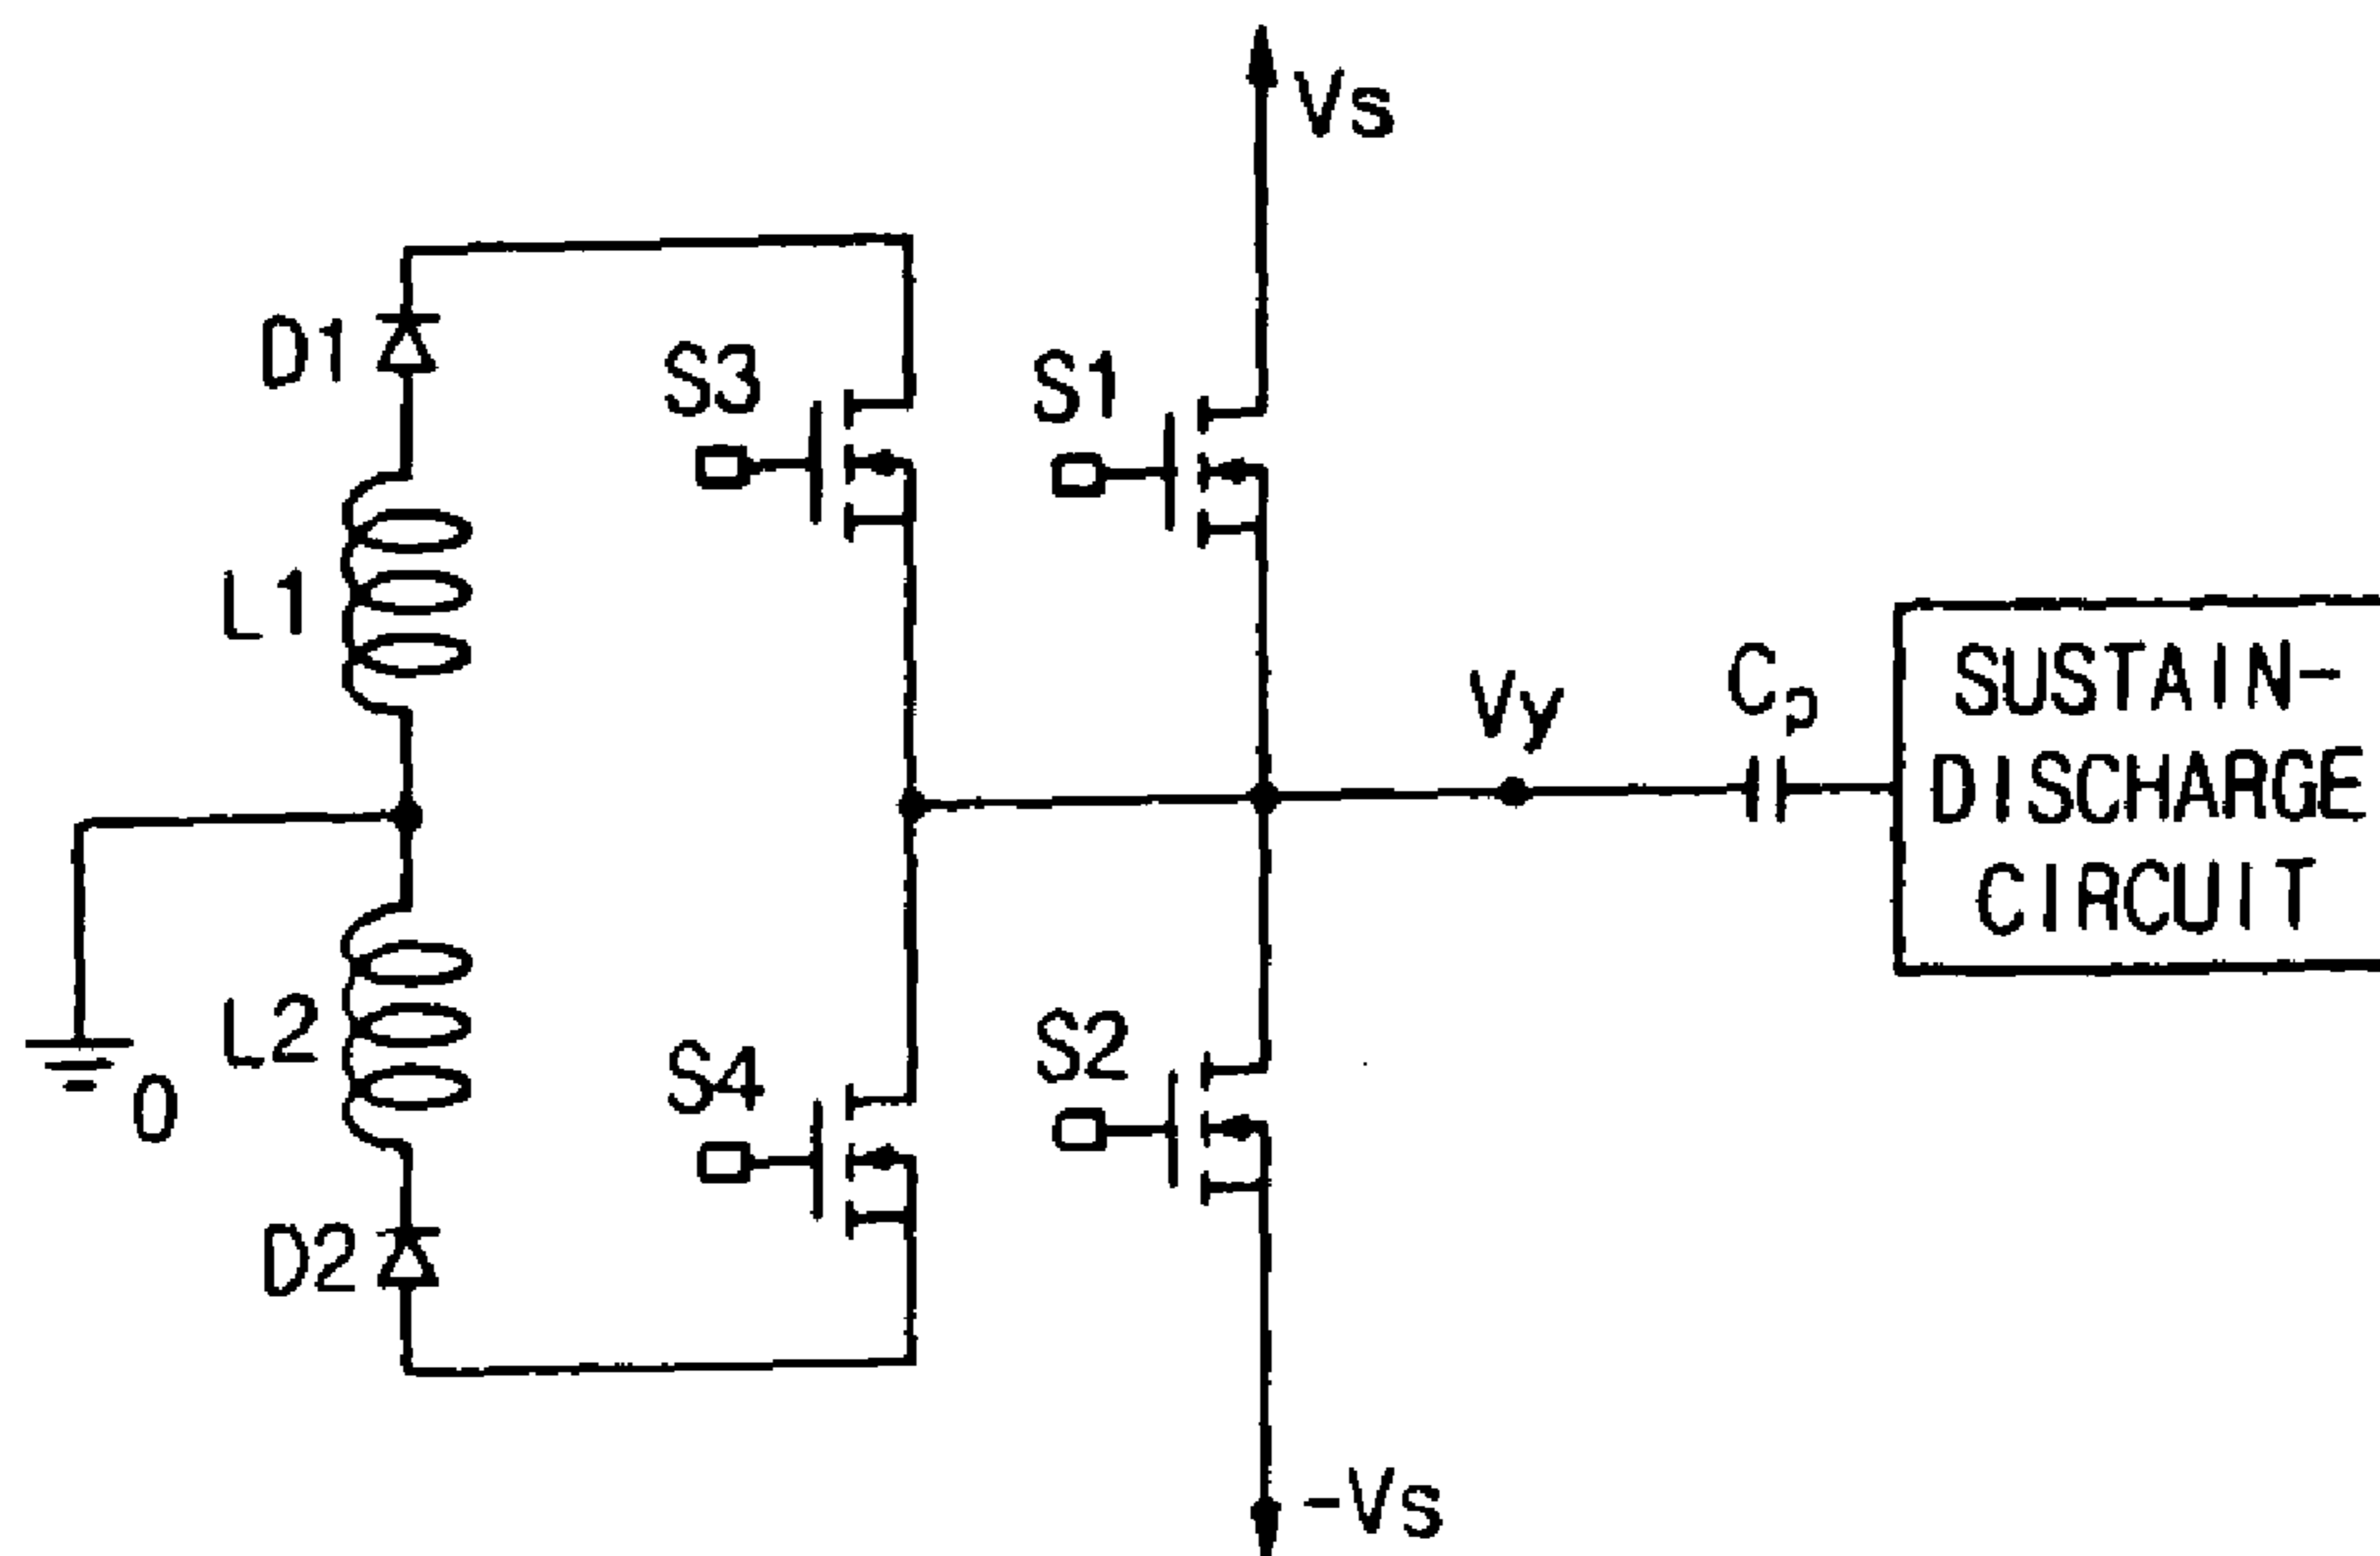 Vs
D1
S3
S1
L1
Vy
Cp
SUSTAIN-
DISCHARGE
CIRCUIT
L2
0
S4
S2
D2
-Vs